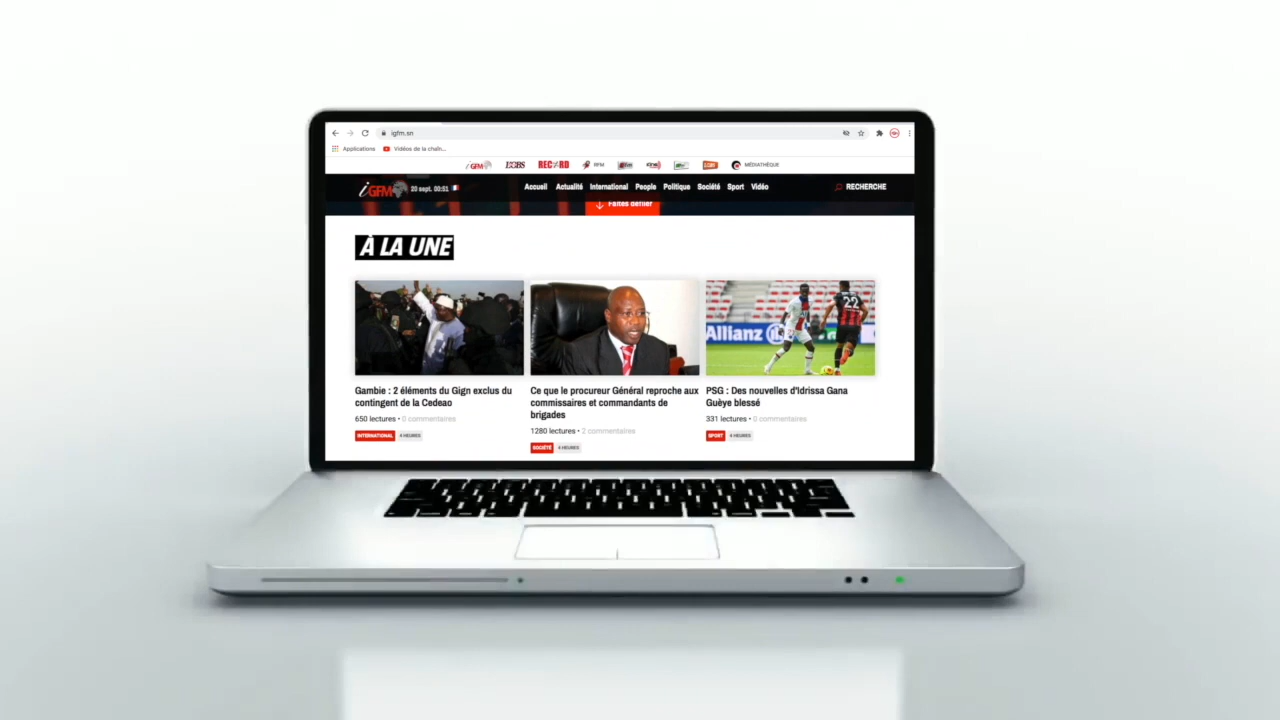 igfm.sn
Applications Vidéos de la chaîn...
iGFM L'OBS RECORD RFM MÉDIATHÈQUE
iGFM 20 sept. 00:51 Accueil Actualité International People Politique Société Sport Vidéo RECHERCHE
Faites défiler
À LA UNE
Allianz
22
Gambie : 2 éléments du Gign exclus du
contingent de la Cedeao
650 lectures • 0 commentaires
INTERNATIONAL 4 HEURES
Ce que le procureur Général reproche aux
commissaires et commandants de
brigades
1280 lectures • 2 commentaires
SOCIÉTÉ 4 HEURES
PSG : Des nouvelles d'Idrissa Gana
Guèye blessé
331 lectures • 0 commentaires
SPORT 4 HEURES